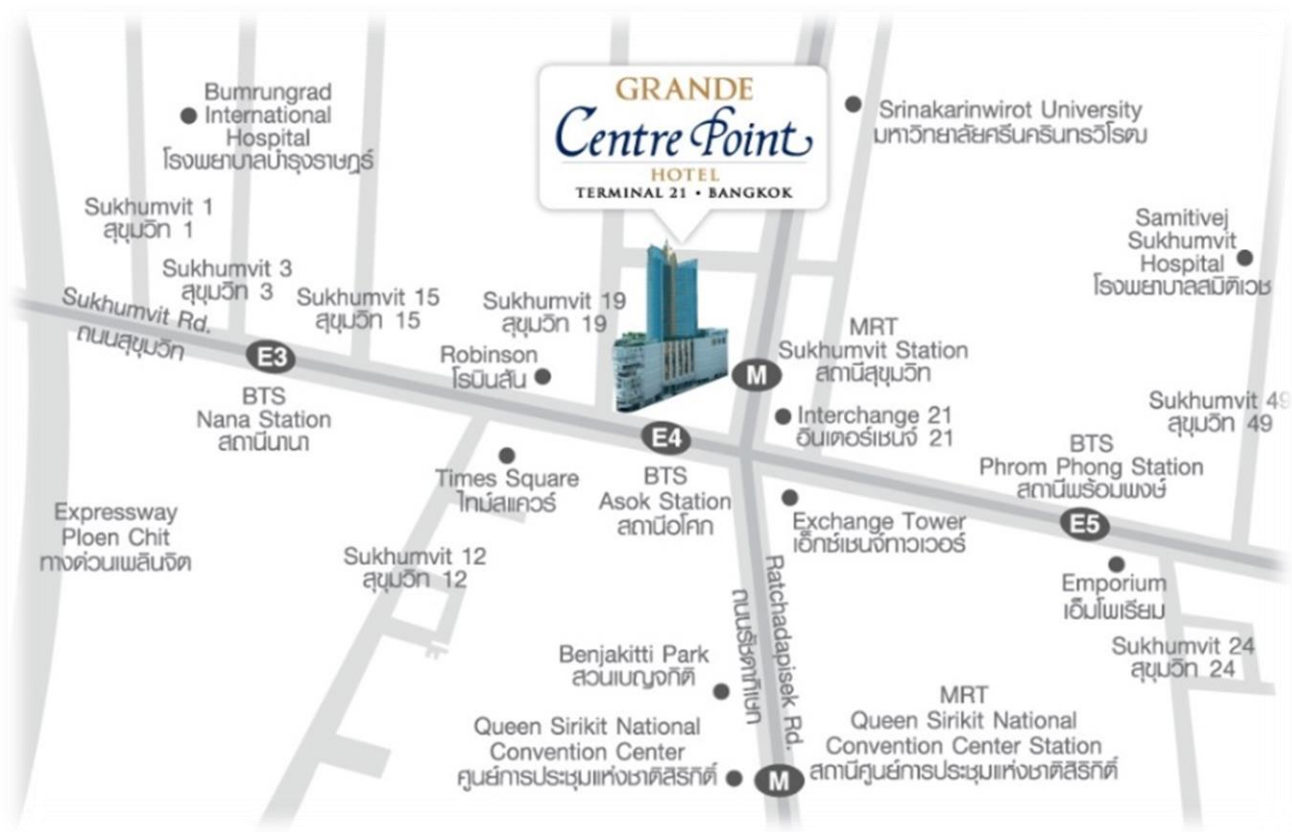 GRANDE
Centre Point
HOTEL
TERMINAL 21 • BANGKOK
Bumrungrad
International
Hospital
โรงพยาบาลบำรุงราษฎร์
Srinakarinwirot University
มหาวิทยาลัยศรีนครินทรวิโรฒ
Sukhumvit 1
สุขุมวิท 1
Samitivej
Sukhumvit
Hospital
โรงพยาบาลสมิติเวช
Sukhumvit 3
สุขุมวิท 3
Sukhumvit 15
สุขุมวิท 15
Sukhumvit 19
สุขุมวิท 19
Sukhumvit Rd.
ถนนสุขุมวิท
E3
BTS
Nana Station
สถานีนานา
Robinson
โรบินสัน
MRT
Sukhumvit Station
สถานีสุขุมวิท
M
Interchange 21
อินเตอร์เชนจ์ 21
Sukhumvit 49
สุขุมวิท 49
E4
BTS
Asok Station
สถานีอโศก
Times Square
ไทม์สแควร์
BTS
Phrom Phong Station
สถานีพร้อมพงษ์
E5
Exchange Tower
เอ็กซ์เชนจ์ทาวเวอร์
Expressway
Ploen Chit
ทางด่วนเพลินจิต
Sukhumvit 12
สุขุมวิท 12
Emporium
เอ็มโพเรียม
Sukhumvit 24
สุขุมวิท 24
Ratchadapisek Rd.
ถนนรัชดาภิเษก
Benjakitti Park
สวนเบญจกิติ
Queen Sirikit National
Convention Center
ศูนย์การประชุมแห่งชาติสิริกิติ์
M
MRT
Queen Sirikit National
Convention Center Station
สถานีศูนย์การประชุมแห่งชาติสิริกิติ์